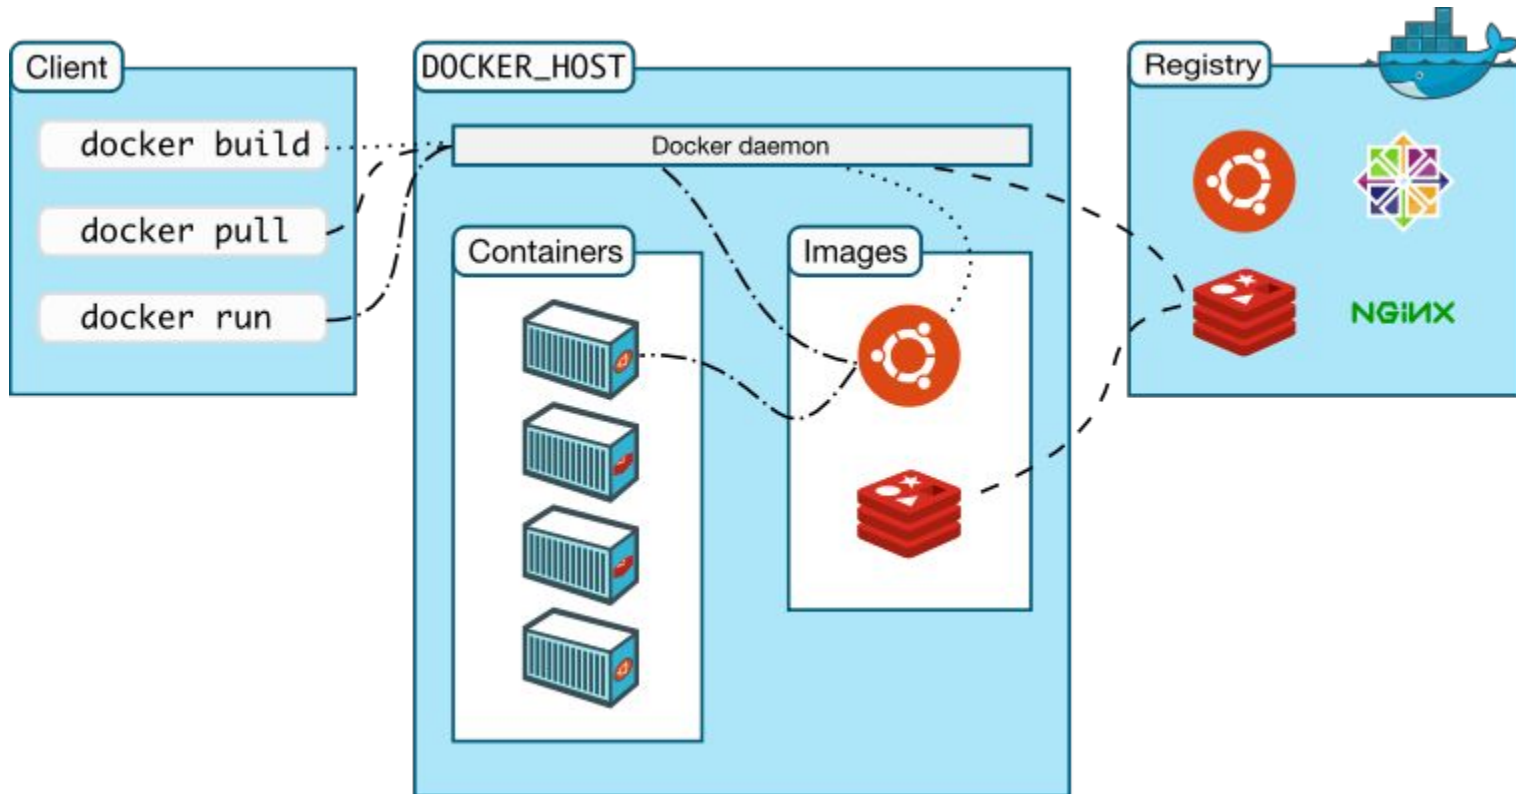 Client
docker build
docker pull
docker run
DOCKER_HOST
Docker daemon
Containers
Images
Registry
NGiNX